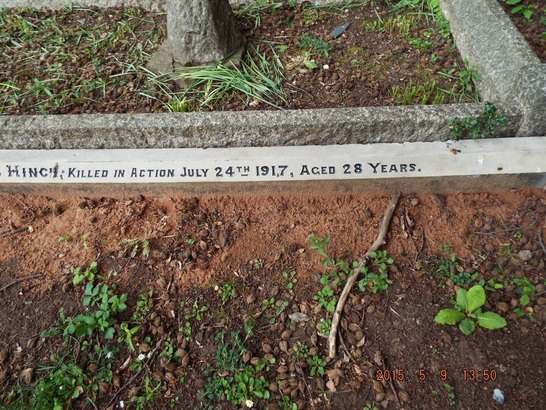 HINCH, KILLED IN ACTION JULY 24TH 1917, AGED 28 YEARS.
2015. 5. 9. 13:50